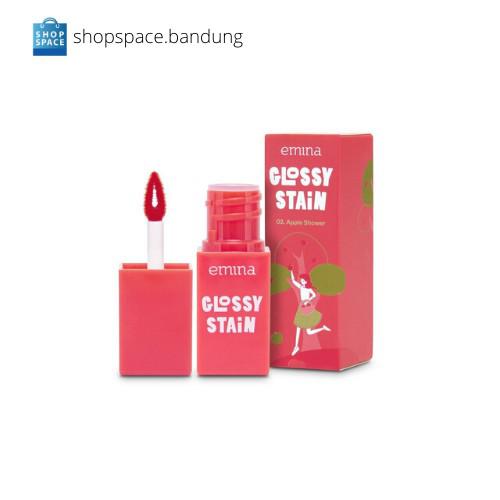 SHOP
SPACE
shopspace.bandung
emina
GLOSSY
STAIN
02. Apple Shower
emina
GLOSSY
STAIN